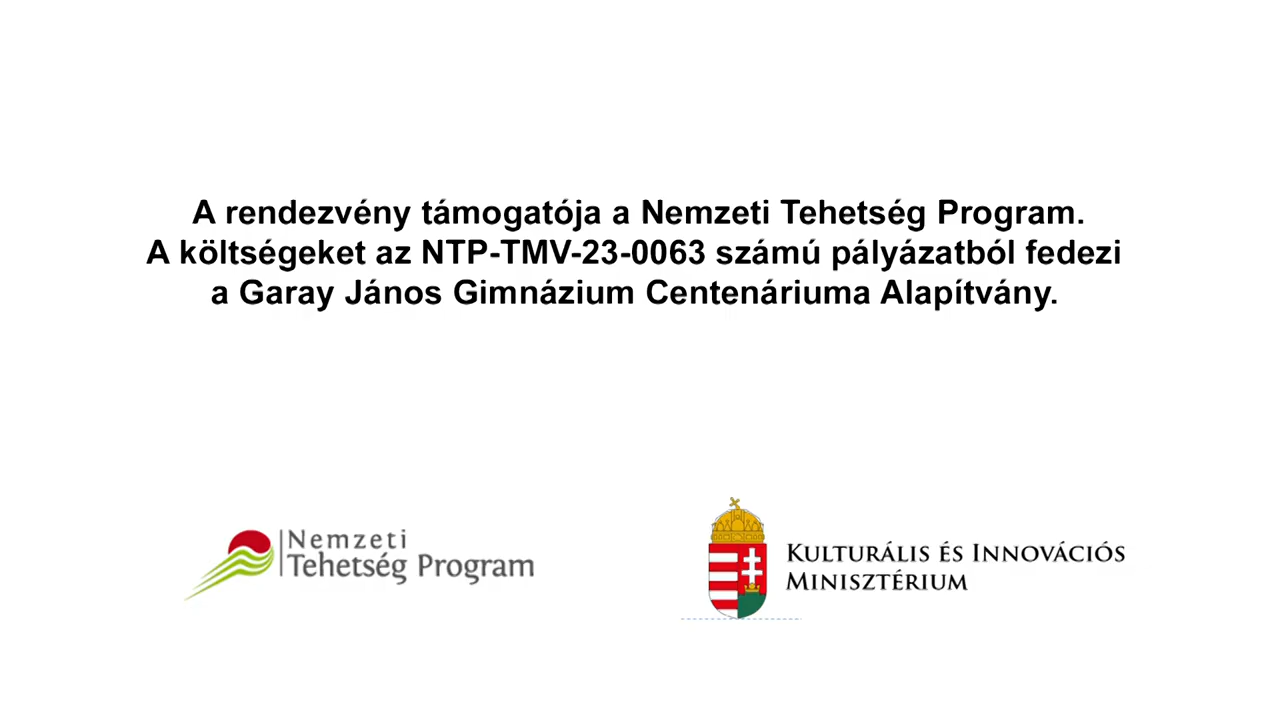 A rendezvény támogatója a Nemzeti Tehetség Program.
A költségeket az NTP-TMV-23-0063 számú pályázatból fedezi
a Garay János Gimnázium Centenáriuma Alapítvány.
Nemzeti
Tehetség Program
KULTURÁLIS ÉS INNOVÁCIÓS
MINISZTÉRIUM